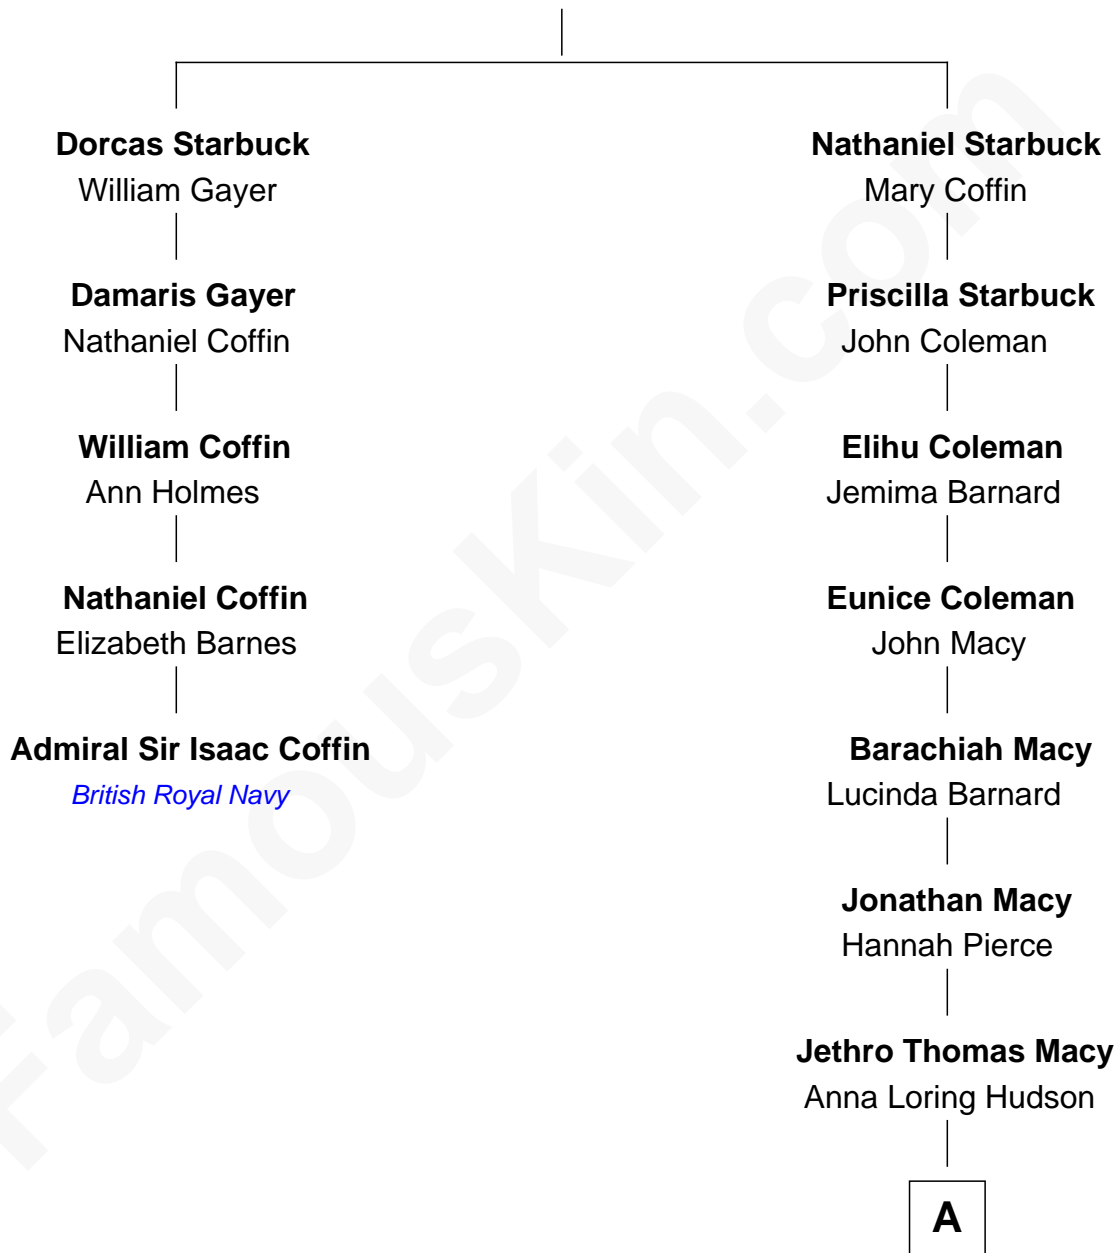 Dorcas Starbuck
William Gayer
Damaris Gayer
Nathaniel Coffin
William Coffin
Ann Holmes
Nathaniel Coffin
Elizabeth Barnes
Admiral Sir Isaac Coffin
British Royal Navy
Nathaniel Starbuck
Mary Coffin
Priscilla Starbuck
John Coleman
Elihu Coleman
Jemima Barnard
Eunice Coleman
John Macy
Barachiah Macy
Lucinda Barnard
Jonathan Macy
Hannah Pierce
Jethro Thomas Macy
Anna Loring Hudson
A
FamousKin.com